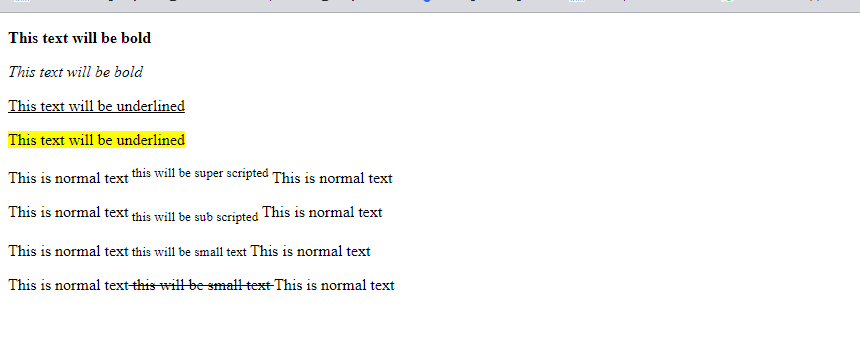 This text will be bold
This text will be bold
This text will be underlined
This text will be underlined
This is normal text this will be super scripted This is normal text
This is normal text this will be sub scripted This is normal text
This is normal text this will be small text This is normal text
This is normal text this will be small text This is normal text